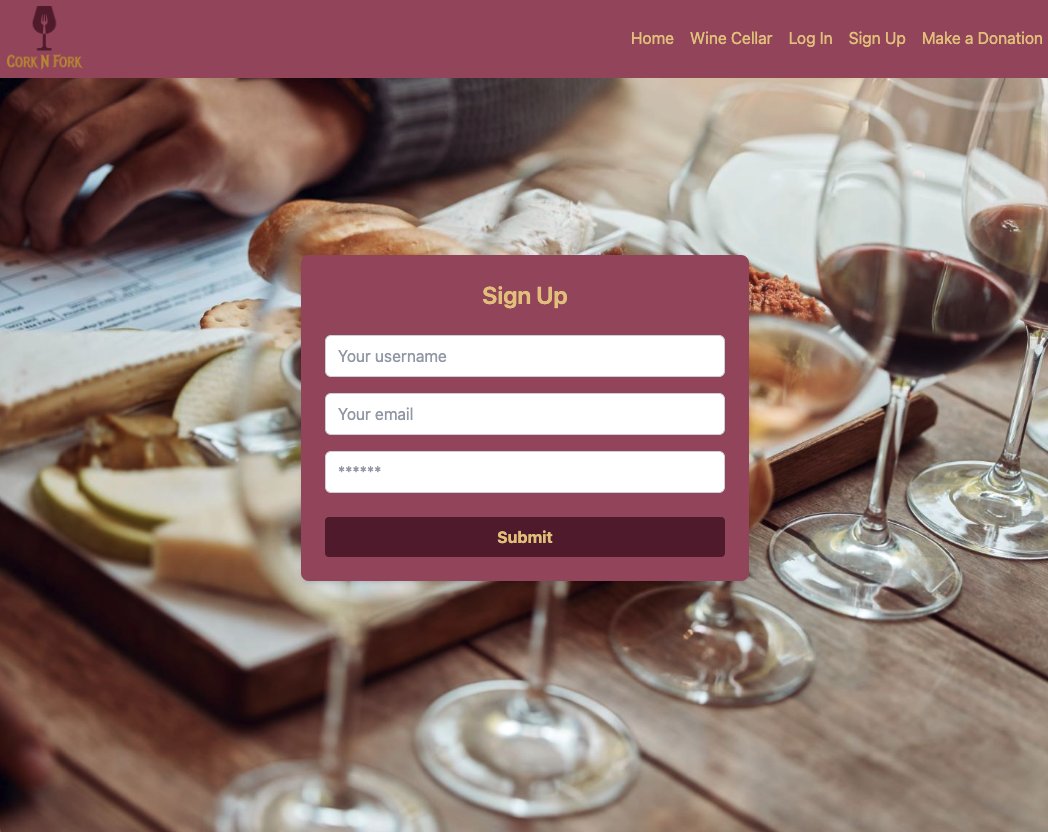 Cork N Fork
Home Wine Cellar Log In Sign Up Make a Donation
Sign Up
Your username
Your email
******
Submit